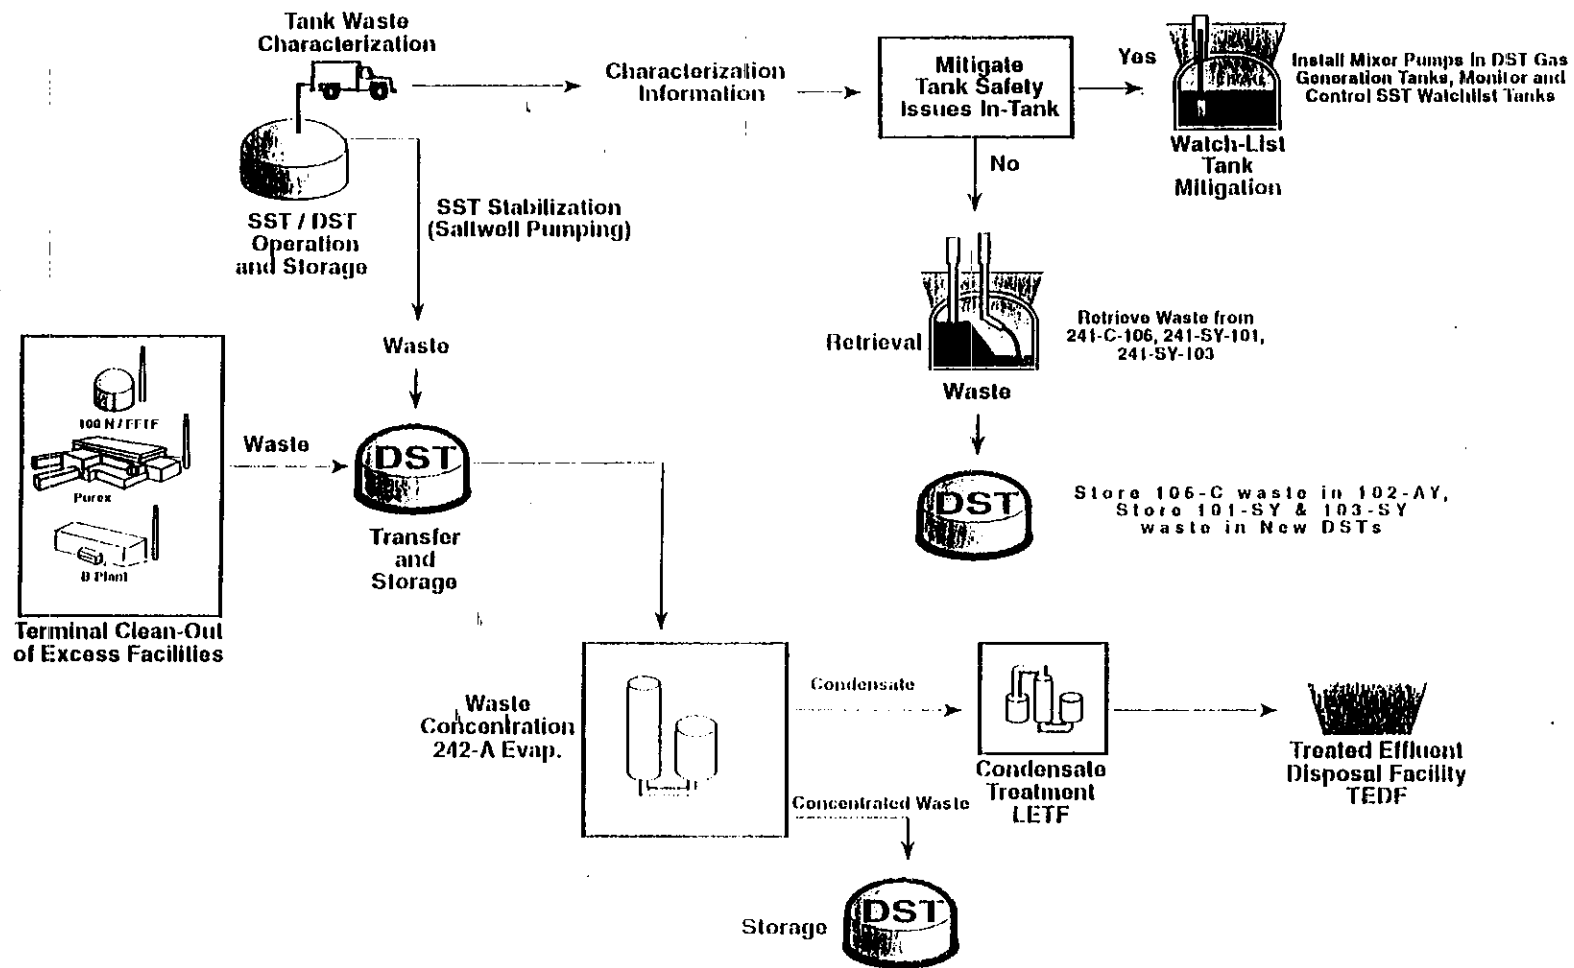 Tank Waste
Characterization
Characterization
Information
Mitigate
Tank Safety
Issues In-Tank
Yes
Install Mixer Pumps In DST Gas
Generation Tanks, Monitor and
Control SST Watchlist Tanks
Watch-List
Tank
Mitigation
No
SST / DST
Operation
and Storage
SST Stabilization
(Saltwell Pumping)
Waste
Retrieval
Retrieve Waste from
241-C-106, 241-SY-101,
241-SY-103
Waste
100 N / FFTF
Purex
B Plant
Terminal Clean-Out
of Excess Facilities
Waste
DST
Transfer
and
Storage
DST
Store 106-C waste in 102-AY,
Store 101-SY & 103-SY
waste in New DSTs
Waste
Concentration
242-A Evap.
Condensate
Condensate
Treatment
LETF
Treated Effluent
Disposal Facility
TEDF
Concentrated Waste
Storage
DST